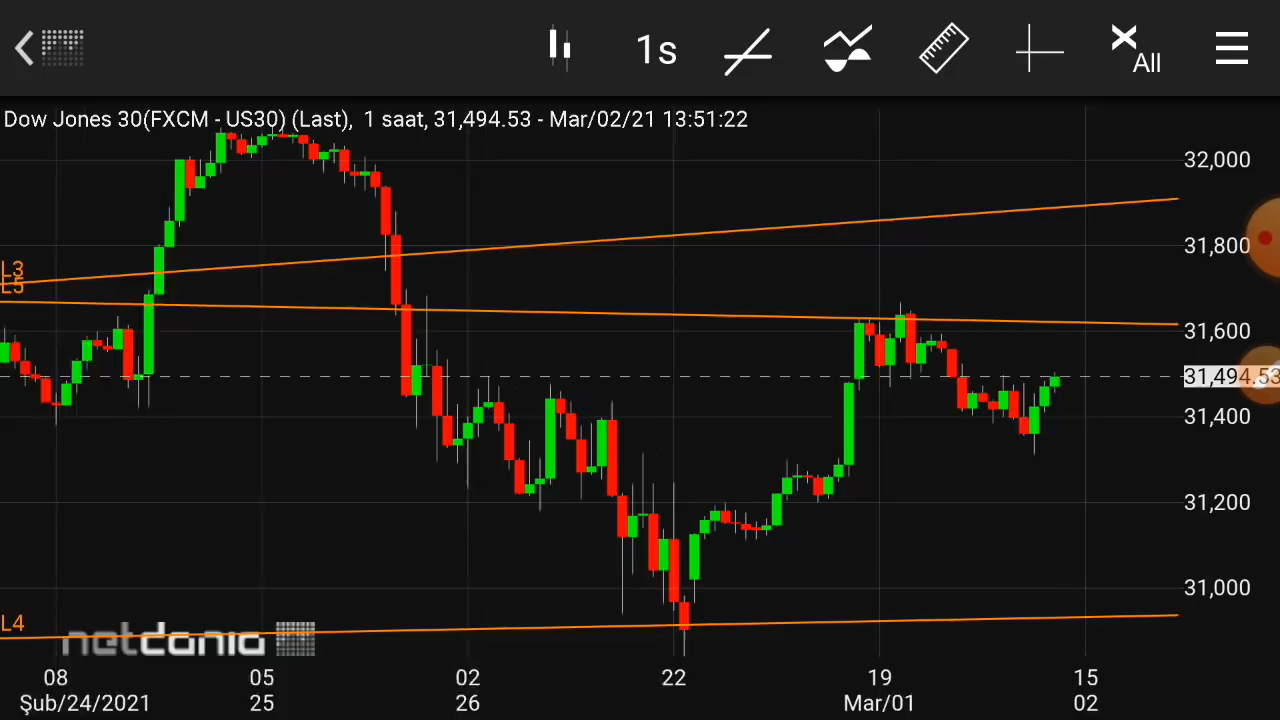 1s
All
Dow Jones 30(FXCM - US30) (Last), 1 saat, 31,494.53 - Mar/02/21 13:51:22
32,000
31,800
L3
L5
31,600
31,494.53
31,400
31,200
31,000
L4
netdania
08 05 02 22 19 15
Şub/24/2021 25 26 Mar/01 02